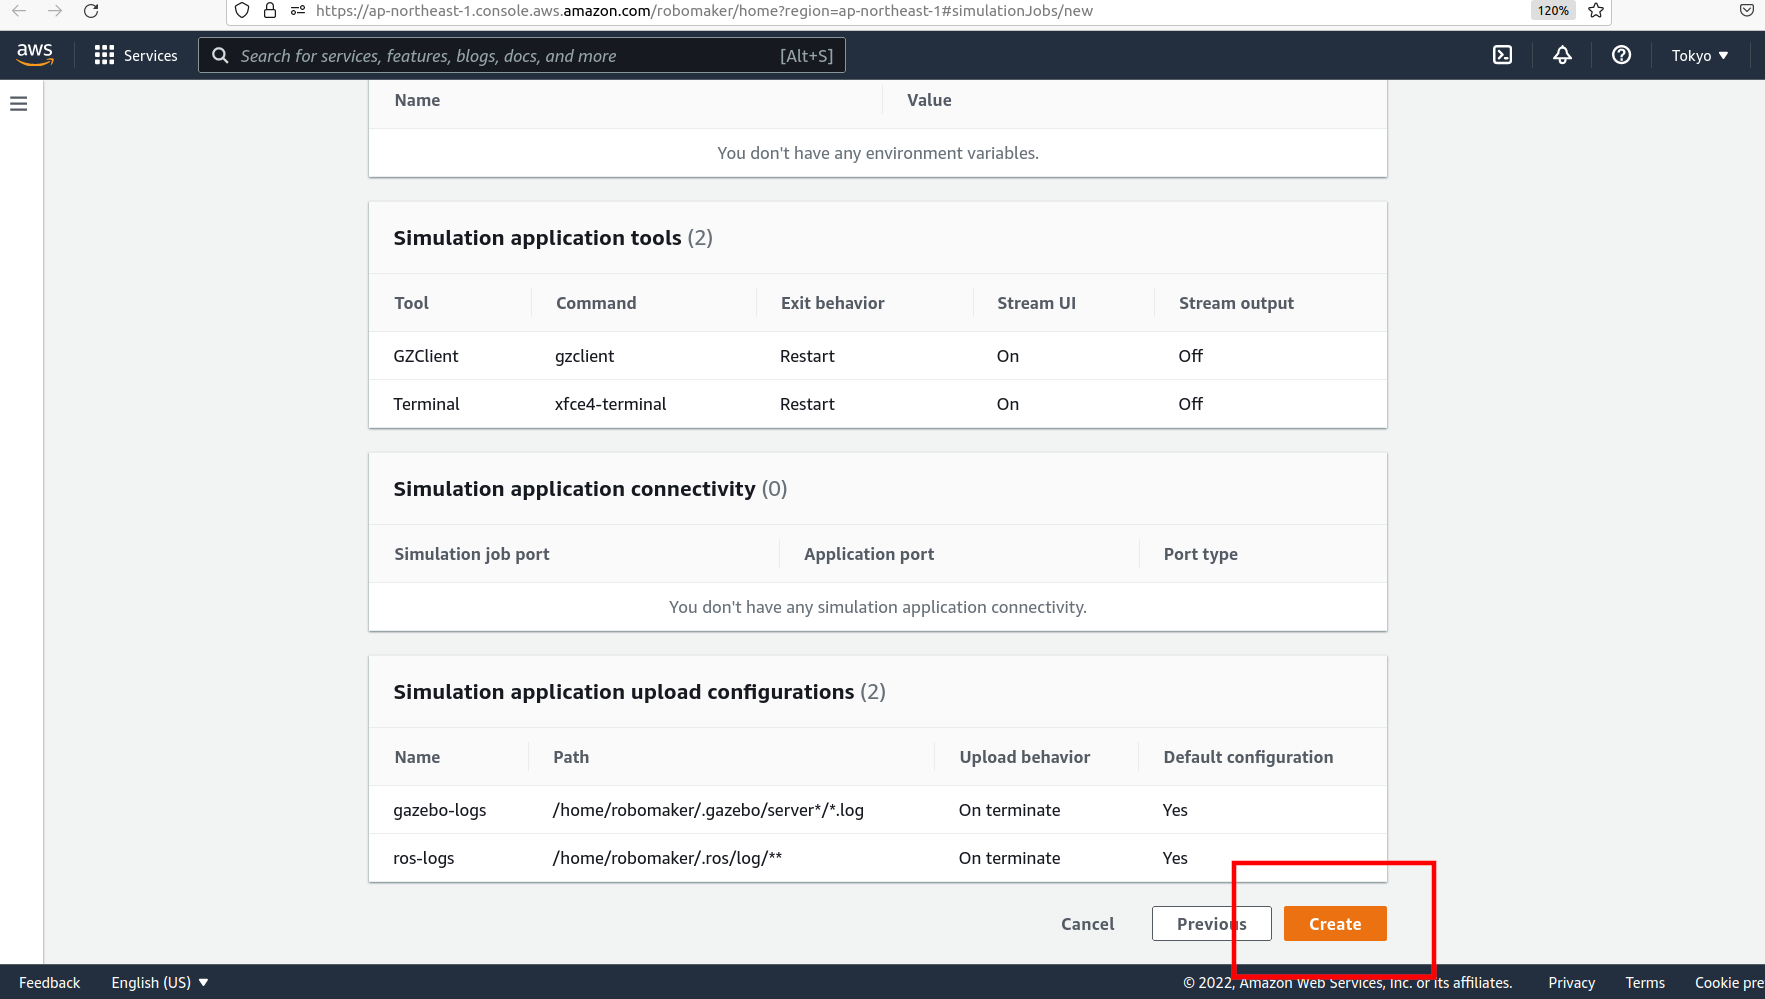 https://ap-northeast-1.console.aws.amazon.com/robomaker/home?region=ap-northeast-1#simulationJobs/new 120%
aws Services Search for services, features, blogs, docs, and more [Alt+S] Tokyo
Name Value
You don't have any environment variables.
Simulation application tools (2)
Tool Command Exit behavior Stream UI Stream output
GZClient gzclient Restart On Off
Terminal xfce4-terminal Restart On Off
Simulation application connectivity (0)
Simulation job port Application port Port type
You don't have any simulation application connectivity.
Simulation application upload configurations (2)
Name Path Upload behavior Default configuration
gazebo-logs /home/robomaker/.gazebo/server*/*.log On terminate Yes
ros-logs /home/robomaker/.ros/log/** On terminate Yes
Cancel Previous Create
Feedback English (US) © 2022, Amazon Web Services, Inc. or its affiliates. Privacy Terms Cookie pre